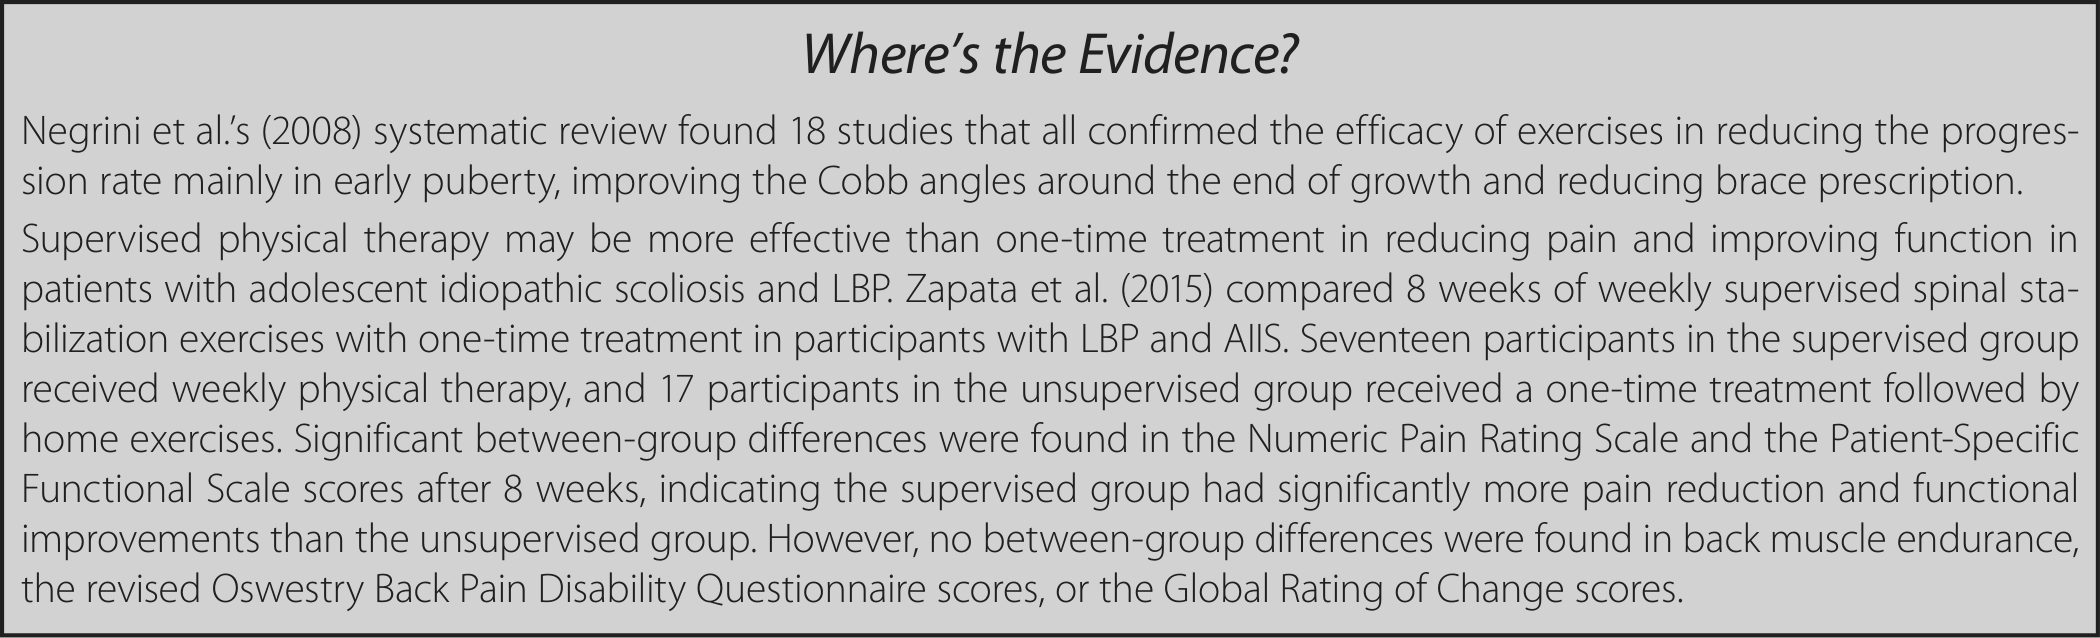 Where's the Evidence?
Negrini et al.'s (2008) systematic review found 18 studies that all confirmed the efficacy of exercises in reducing the progres-
sion rate mainly in early puberty, improving the Cobb angles around the end of growth and reducing brace prescription.
Supervised physical therapy may be more effective than one-time treatment in reducing pain and improving function in
patients with adolescent idiopathic scoliosis and LBP. Zapata et al. (2015) compared 8 weeks of weekly supervised spinal sta-
bilization exercises with one-time treatment in participants with LBP and AIIS. Seventeen participants in the supervised group
received weekly physical therapy, and 17 participants in the unsupervised group received a one-time treatment followed by
home exercises. Significant between-group differences were found in the Numeric Pain Rating Scale and the Patient-Specific
Functional Scale scores after 8 weeks, indicating the supervised group had significantly more pain reduction and functional
improvements than the unsupervised group. However, no between-group differences were found in back muscle endurance,
the revised Oswestry Back Pain Disability Questionnaire scores, or the Global Rating of Change scores.